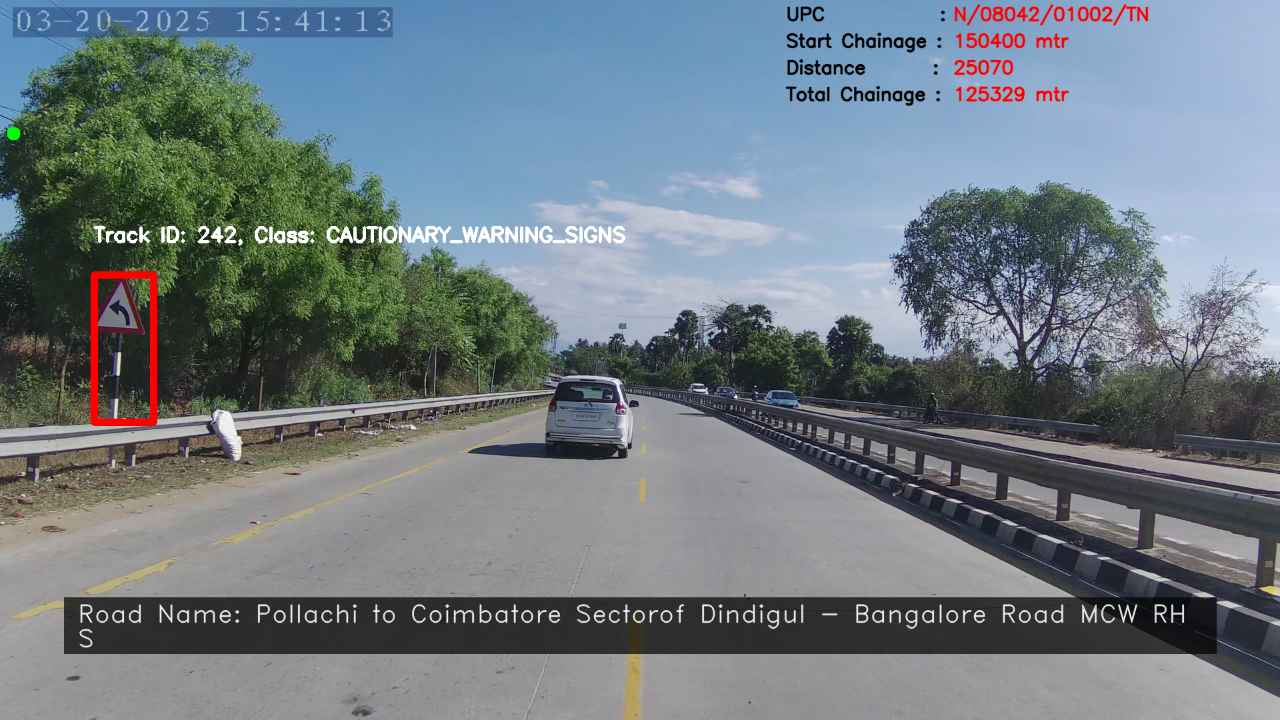 03-20-2025 15:41:13
UPC : N/08042/01002/TN
Start Chainage : 150400 mtr
Distance : 25070
Total Chainage : 125329 mtr
Track ID: 242, Class: CAUTIONARY_WARNING_SIGNS
Road Name: Pollachi to Coimbatore Sectorof Dindigul - Bangalore Road MCW RH
S